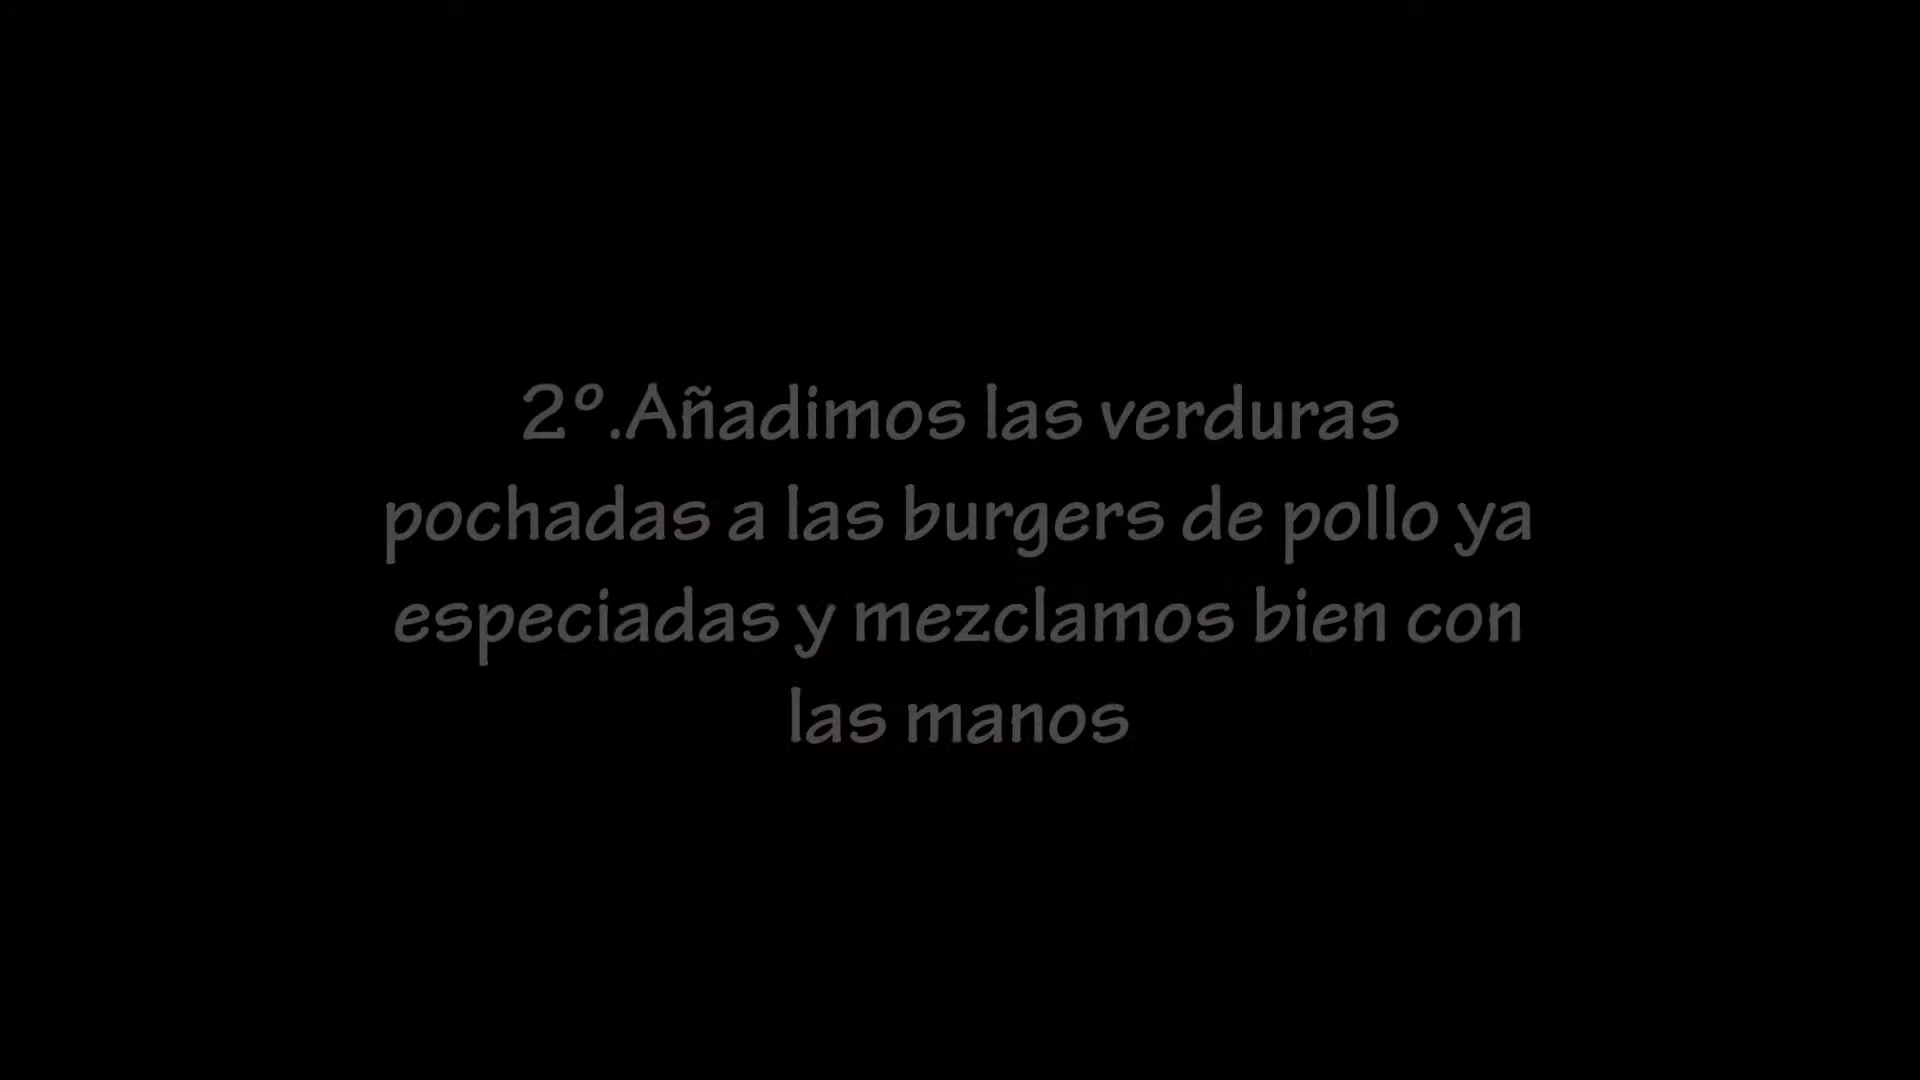 2º.Añadimos las verduras
pochadas a las burgers de pollo ya
especiadas y mezclamos bien con
las manos